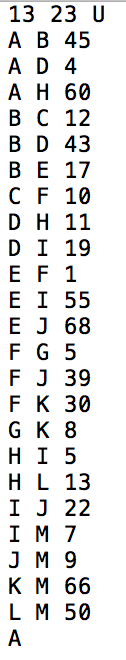 13 23 U
A B 45
A D 4
A H 60
B C 12
B D 43
B E 17
C F 10
D H 11
D I 19
E F 1
E I 55
E J 68
F G 5
F J 39
F K 30
G K 8
H I 5
H L 13
I J 22
I M 7
J M 9
K M 66
L M 50
A